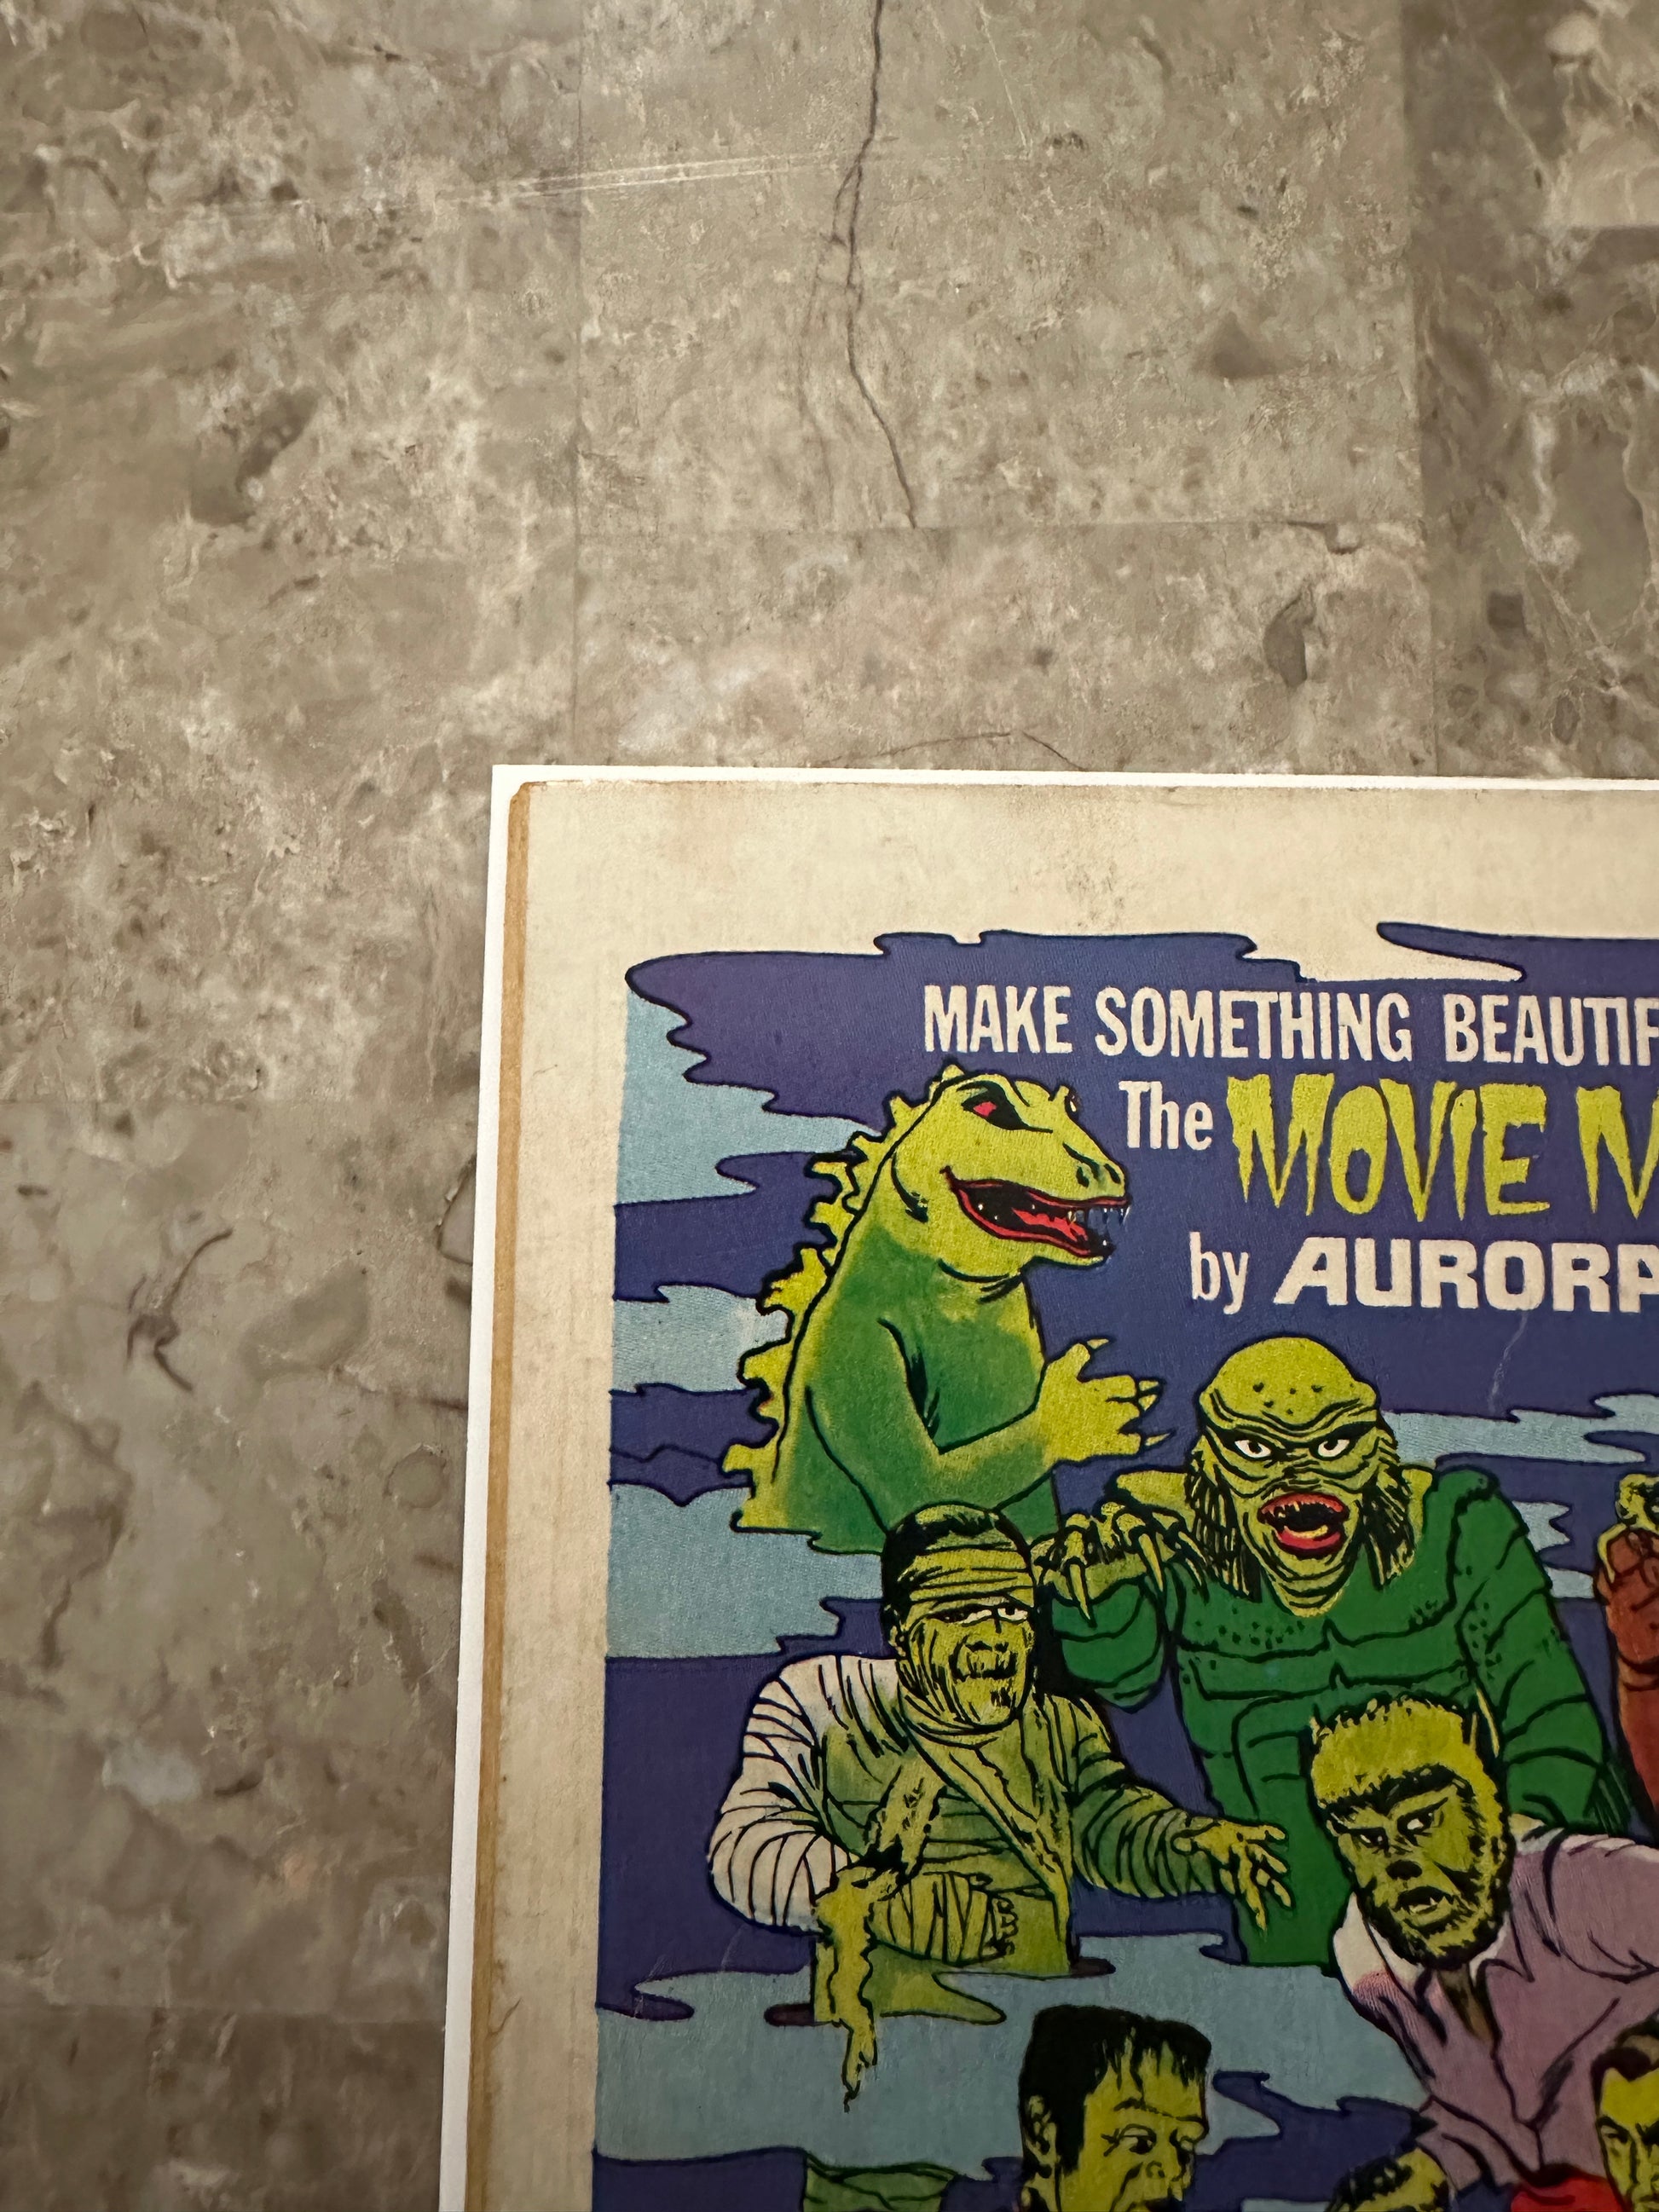 MAKE SOMETHING BEAUTIF
The MOVIE M
by AURORA